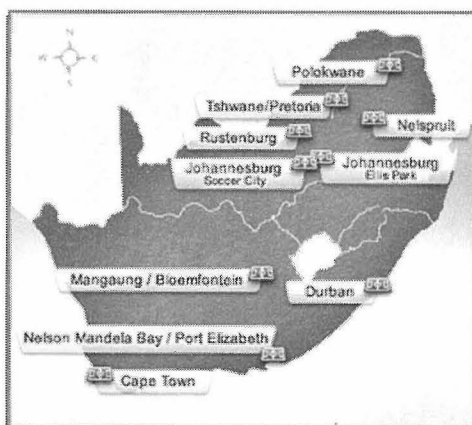 N
Polokwane
Tshwane/Pretoria
Nelspruit
Rustenburg
Johannesburg
Soccer City
Johannesburg
Ellis Park
Mangaung / Bloemfontein
Durban
Nelson Mandela Bay / Port Elizabeth
Cape Town